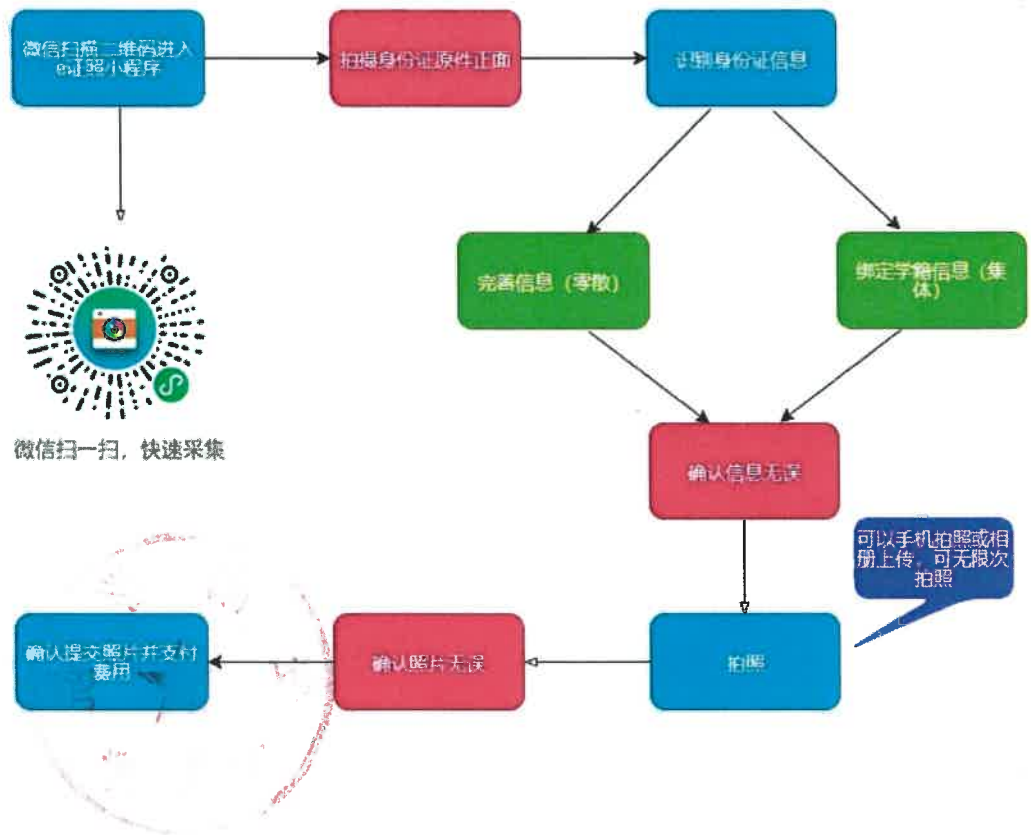 微信扫描二维码进入
e证照小程序
拍摄身份证原件正面
识别身份证信息
完善信息（零散）
绑定学籍信息（集
体）
微信扫一扫，快速采集
确认信息无误
可以手机拍照或相
册上传，可无限次
拍照
拍照
确认照片无误
确认提交照片并支付
费用